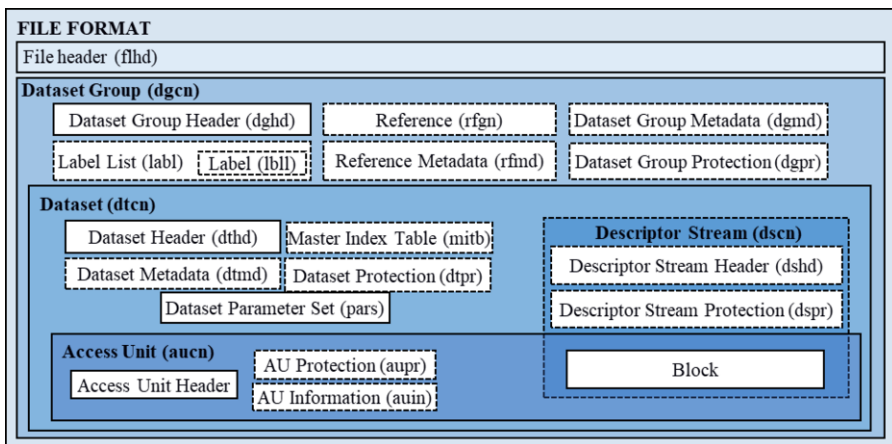 FILE FORMAT
File header (flhd)
Dataset Group (dgcn)
Dataset Group Header (dghd)
Reference (rfgn)
Dataset Group Metadata (dgmd)
Label List (labl)
Label (lbll)
Reference Metadata (rfmd)
Dataset Group Protection (dgpr)
Dataset (dtcn)
Dataset Header (dthd)
Master Index Table (mitb)
Dataset Metadata (dtmd)
Dataset Protection (dtpr)
Dataset Parameter Set (pars)
Descriptor Stream (dscn)
Descriptor Stream Header (dshd)
Descriptor Stream Protection (dspr)
Access Unit (aucn)
Access Unit Header
AU Protection (aupr)
AU Information (auin)
Block